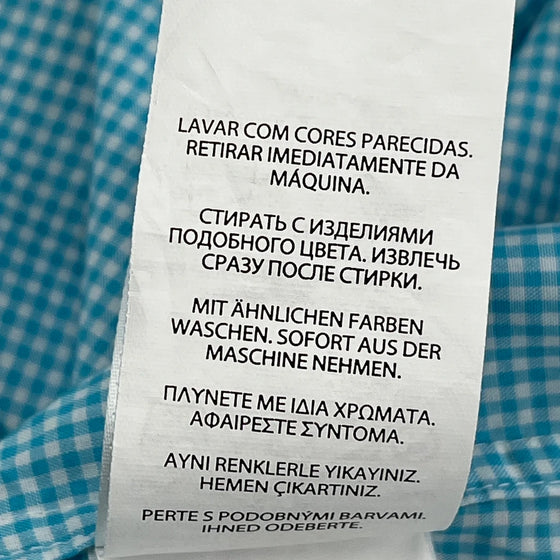 LAVAR COM CORES PARECIDAS.
RETIRAR IMEDIATAMENTE DA
MÁQUINA.
СТИРАТЬ С ИЗДЕЛИЯМИ
ПОДОБНОГО ЦВЕТА. ИЗВЛЕЧЬ
СРАЗУ ПОСЛЕ СТИРКИ.
MIT ÄHNLICHEN FARBEN
WASCHEN. SOFORT AUS DER
MASCHINE NEHMEN.
ΠΛΥΝΕΤΕ ΜΕ ΙΔΙΑ ΧΡΩΜΑΤΑ.
ΑΦΑΙΡΕΣΤΕ ΣΥΝΤΟΜΑ.
AYNI RENKLERLE YIKAYINIZ.
HEMEN ÇIKARTINIZ.
PERTE S PODOBNÝMI BARVAMI.
IHNED ODEBERTE.